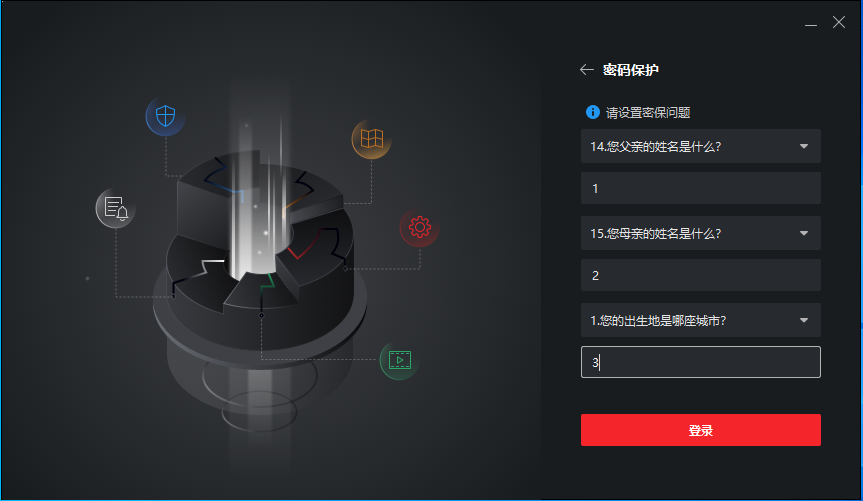 密码保护
请设置密保问题
14.您父亲的姓名是什么?
1
15.您母亲的姓名是什么?
2
1.您的出生地是哪座城市?
3
登录